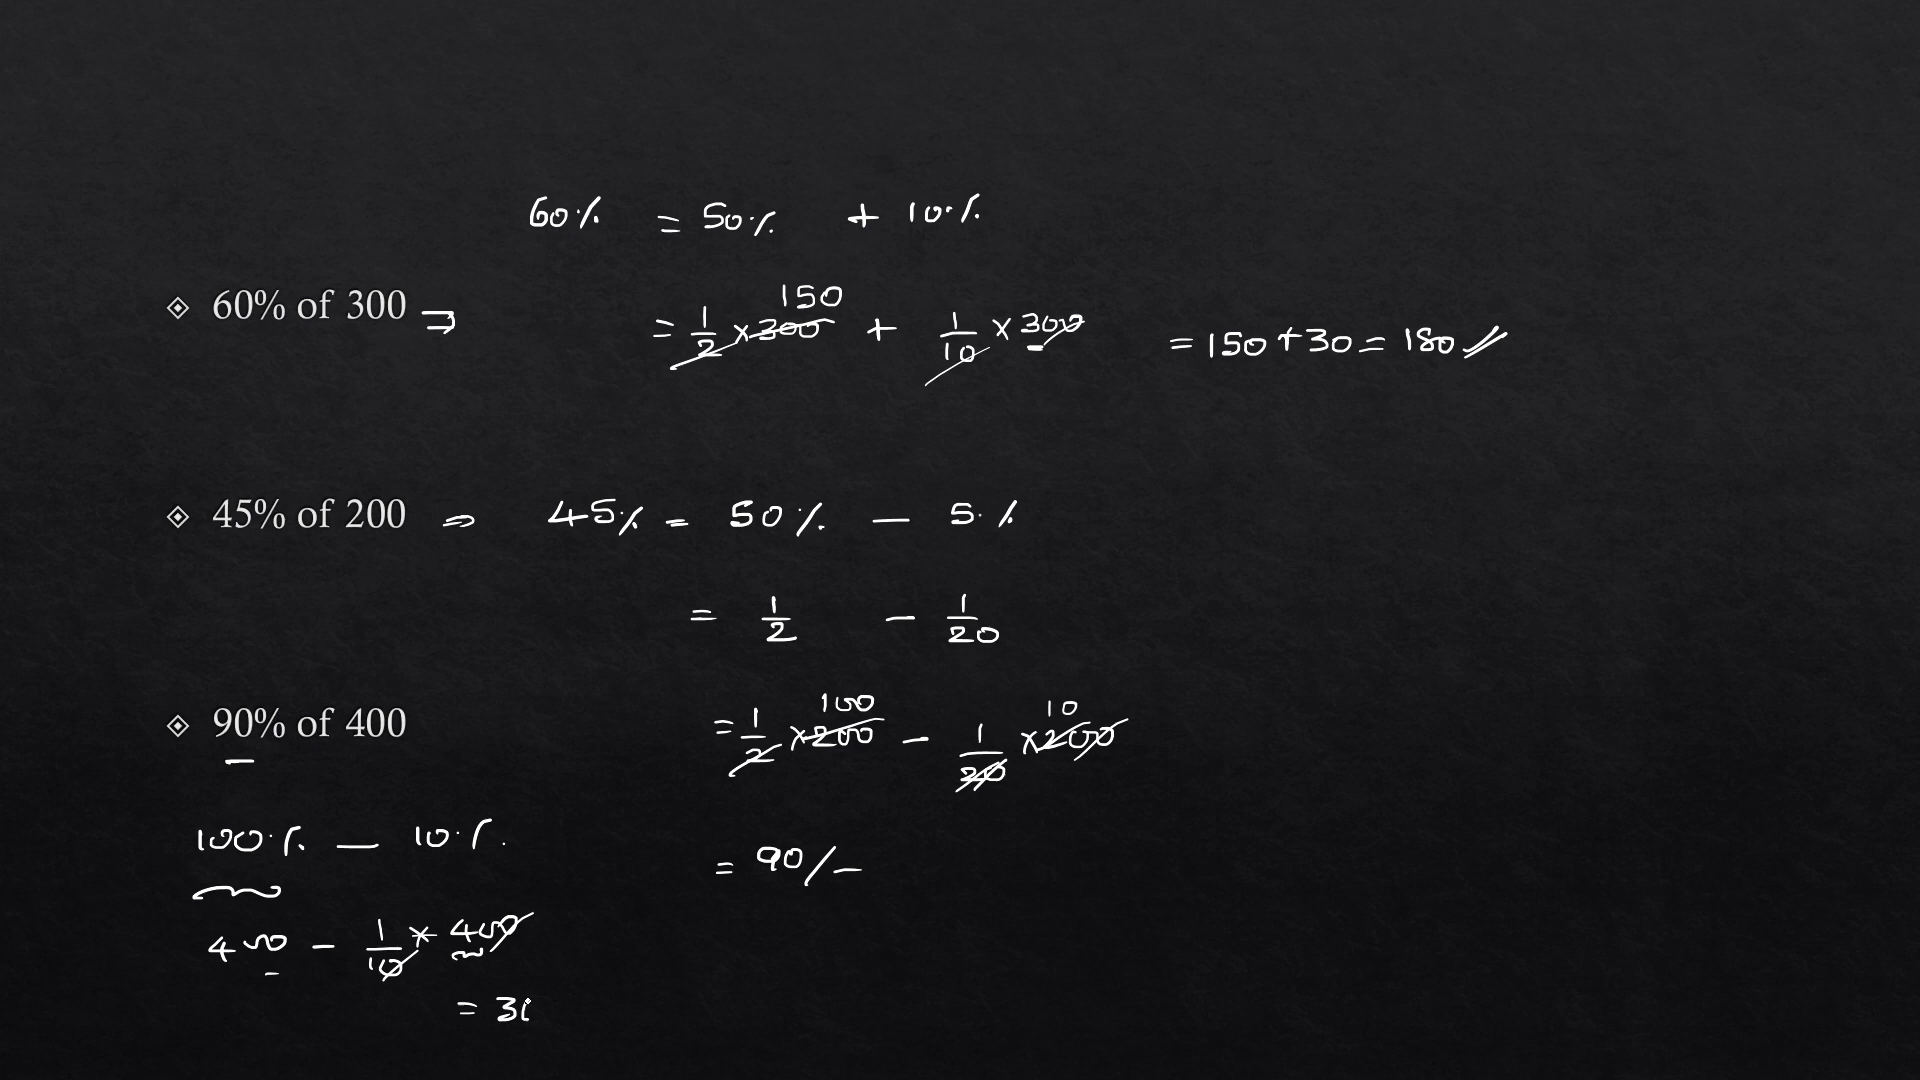 60% = 50% + 10%
60% of 300 ⇒ = 1/2 × 300 150 + 1/10 × 300 = 150 + 30 = 180
45% of 200 ⇒ 45% = 50% — 5%
= 1/2 — 1/20
90% of 400
= 1/2 × 200 100 — 1/20 × 200 10
100% — 10%
= 90/—
400 — 1/10 * 400
= 3